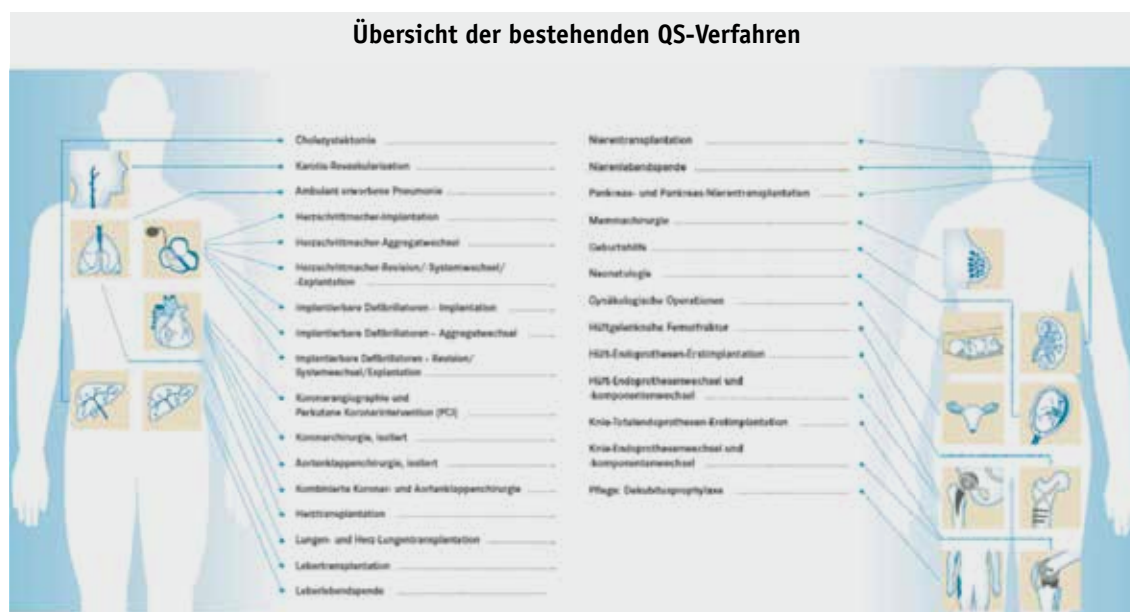 Übersicht der bestehenden QS-Verfahren
Cholezystektomie
Karotis-Revaskularisation
Ambulant erworbene Pneumonie
Herzschrittmacher-Implantation
Herzschrittmacher-Aggregatwechsel
Herzschrittmacher-Revision/-Systemwechsel/
-Explantation
Implantierbare Defibrillatoren – Implantation
Implantierbare Defibrillatoren – Aggregatwechsel
Implantierbare Defibrillatoren – Revision/
Systemwechsel/Explantation
Koronarangiographie und
Perkutane Koronarintervention (PCI)
Koronarchirurgie, isoliert
Aortenklappenchirurgie, isoliert
Kombinierte Koronar- und Aortenklappenchirurgie
Herztransplantation
Lungen- und Herz-Lungentransplantation
Lebertransplantation
Leberlebendspende
Nierentransplantation
Nierenlebendspende
Pankreas- und Pankreas-Nierentransplantation
Mammachirurgie
Geburtshilfe
Neonatologie
Gynäkologische Operationen
Hüftgelenknahe Femurfraktur
Hüft-Endoprothesen-Erstimplantation
Hüft-Endoprothesenwechsel und
-komponentenwechsel
Knie-Totalendoprothesen-Erstimplantation
Knie-Endoprothesenwechsel und
-komponentenwechsel
Pflege: Dekubitusprophylaxe